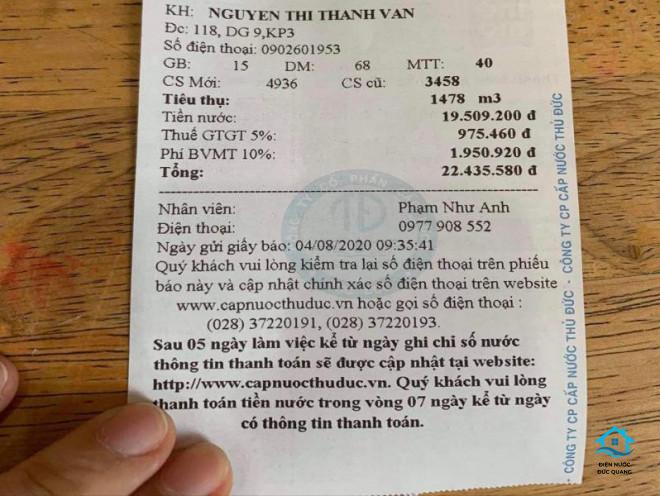 KH: NGUYEN THI THANH VAN
Đc: 118, DG 9,KP3
Số điện thoại: 0902601953
GB: 15 DM: 68 MTT: 40
CS Mới: 4936 CS cũ: 3458
Tiêu thụ: 1478 m3
Tiền nước: 19.509.200 đ
Thuế GTGT 5%: 975.460 đ
Phí BVMT 10%: 1.950.920 đ
Tổng: 22.435.580 đ
Nhân viên: Phạm Như Anh
Điện thoại: 0977 908 552
Ngày gửi giấy báo: 04/08/2020 09:35:41
Quý khách vui lòng kiểm tra lại số điện thoại trên phiếu
báo này và cập nhật chính xác số điện thoại trên website
www.capnuocthuduc.vn hoặc gọi số điện thoại :
(028) 37220191, (028) 37220193.
Sau 05 ngày làm việc kể từ ngày ghi chỉ số nước
thông tin thanh toán sẽ được cập nhật tại website:
http://www.capnuocthuduc.vn. Quý khách vui lòng
thanh toán tiền nước trong vòng 07 ngày kể từ ngày
có thông tin thanh toán.
CÔNG TY CP CẤP NƯỚC THỦ ĐỨC - CÔNG TY CP CẤP NƯỚC THỦ ĐỨC -
CÔNG TY CP CẤP NƯỚC THỦ ĐỨC
ĐIỆN NƯỚC
ĐỨC QUANG